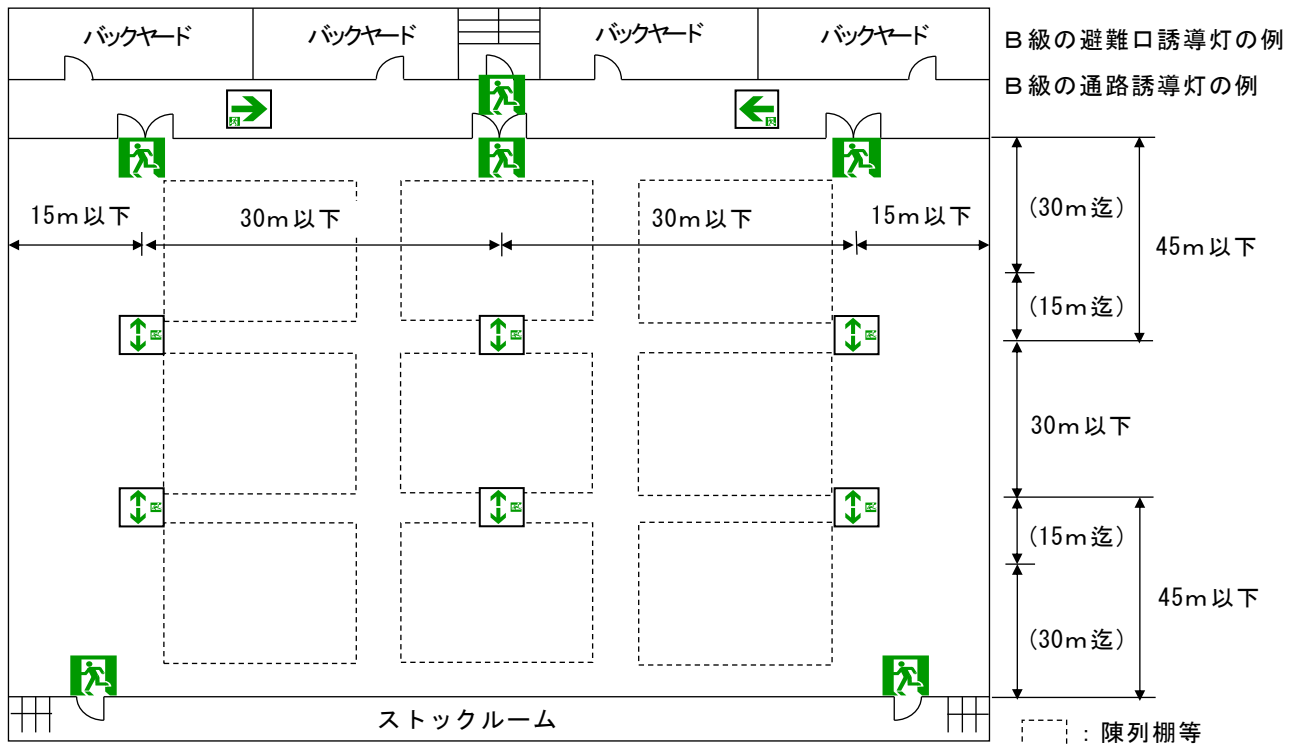 バックヤード
バックヤード
バックヤード
バックヤード
B級の避難口誘導灯の例
B級の通路誘導灯の例
15m以下
30m以下
30m以下
15m以下
(30m迄)
45m以下
(15m迄)
30m以下
(15m迄)
45m以下
(30m迄)
ストックルーム
：陳列棚等